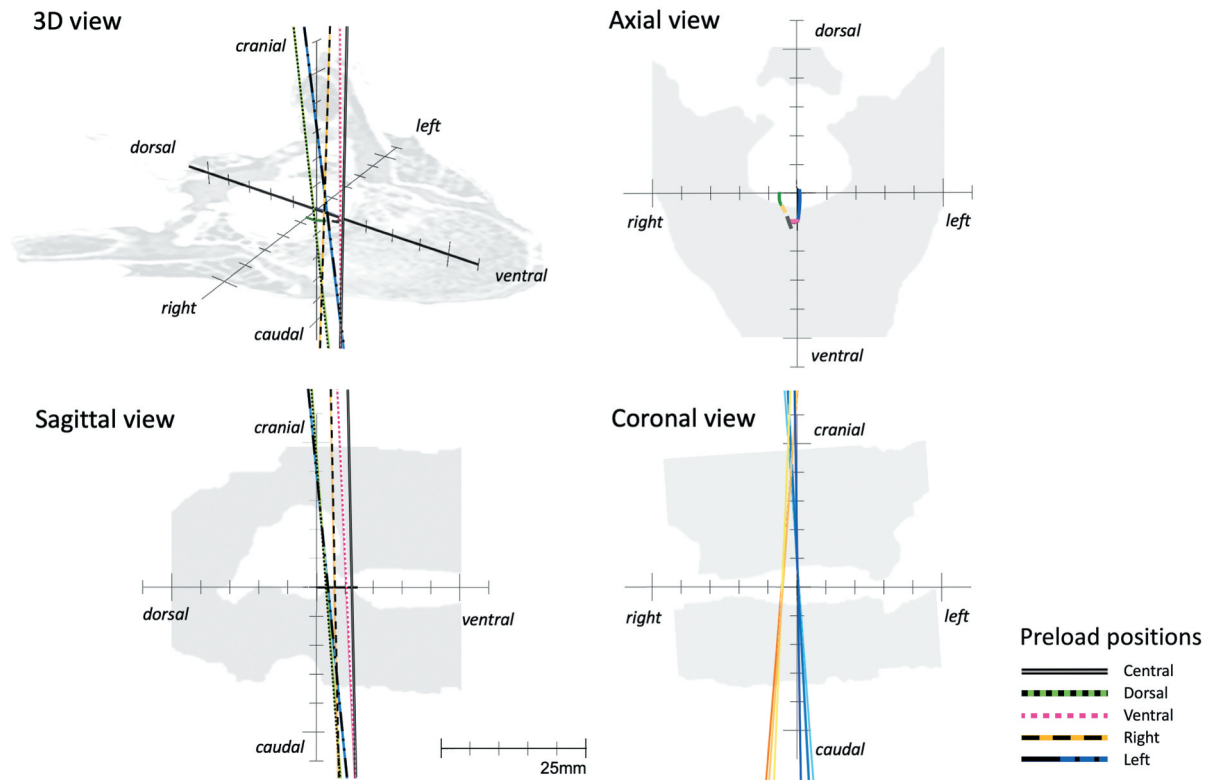 3D view
cranial
left
dorsal
ventral
right
caudal
Axial view
dorsal
right
left
ventral
Sagittal view
cranial
dorsal
ventral
caudal
25mm
Coronal view
cranial
right
left
caudal
Preload positions
Central
Dorsal
Ventral
Right
Left